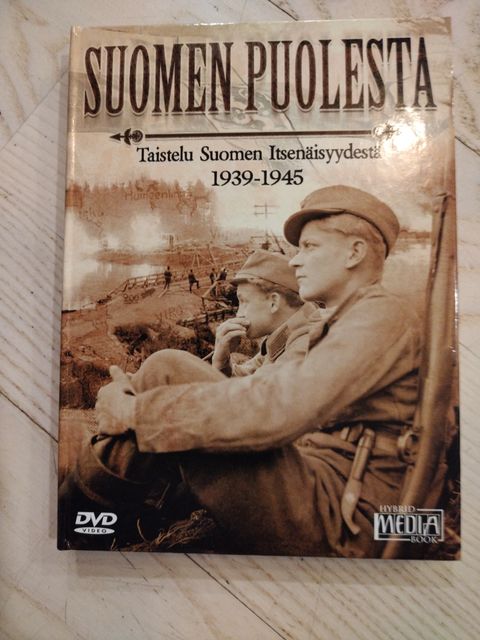 SUOMEN PUOLESTA
Taistelu Suomen Itsenäisyydestä
1939-1945
DVD
VIDEO
HYBRID
MEDIA
BOOK